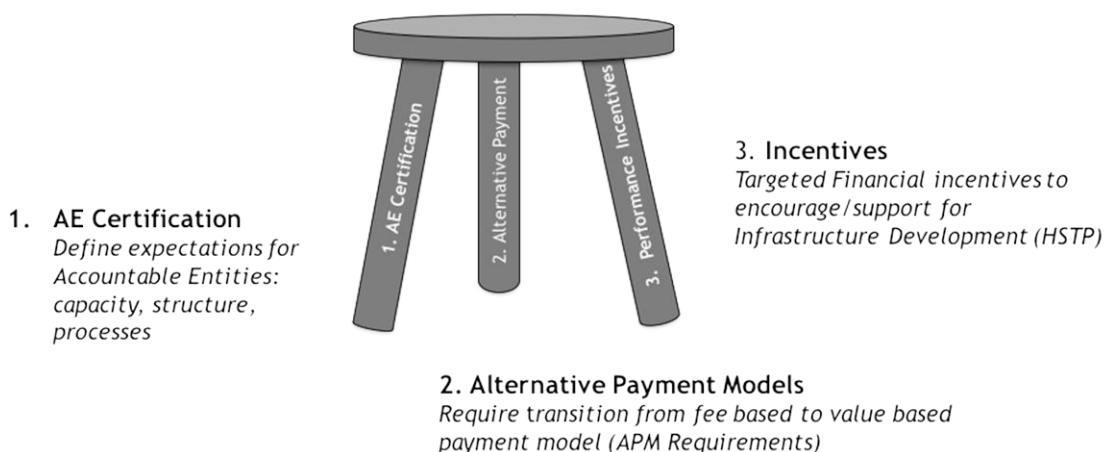 1. AE Certification
2. Alternative Payment
3. Performance Incentives
1. AE Certification
Define expectations for
Accountable Entities:
capacity, structure,
processes
3. Incentives
Targeted Financial incentives to
encourage/support for
Infrastructure Development (HSTP)
2. Alternative Payment Models
Require transition from fee based to value based
payment model (APM Requirements)